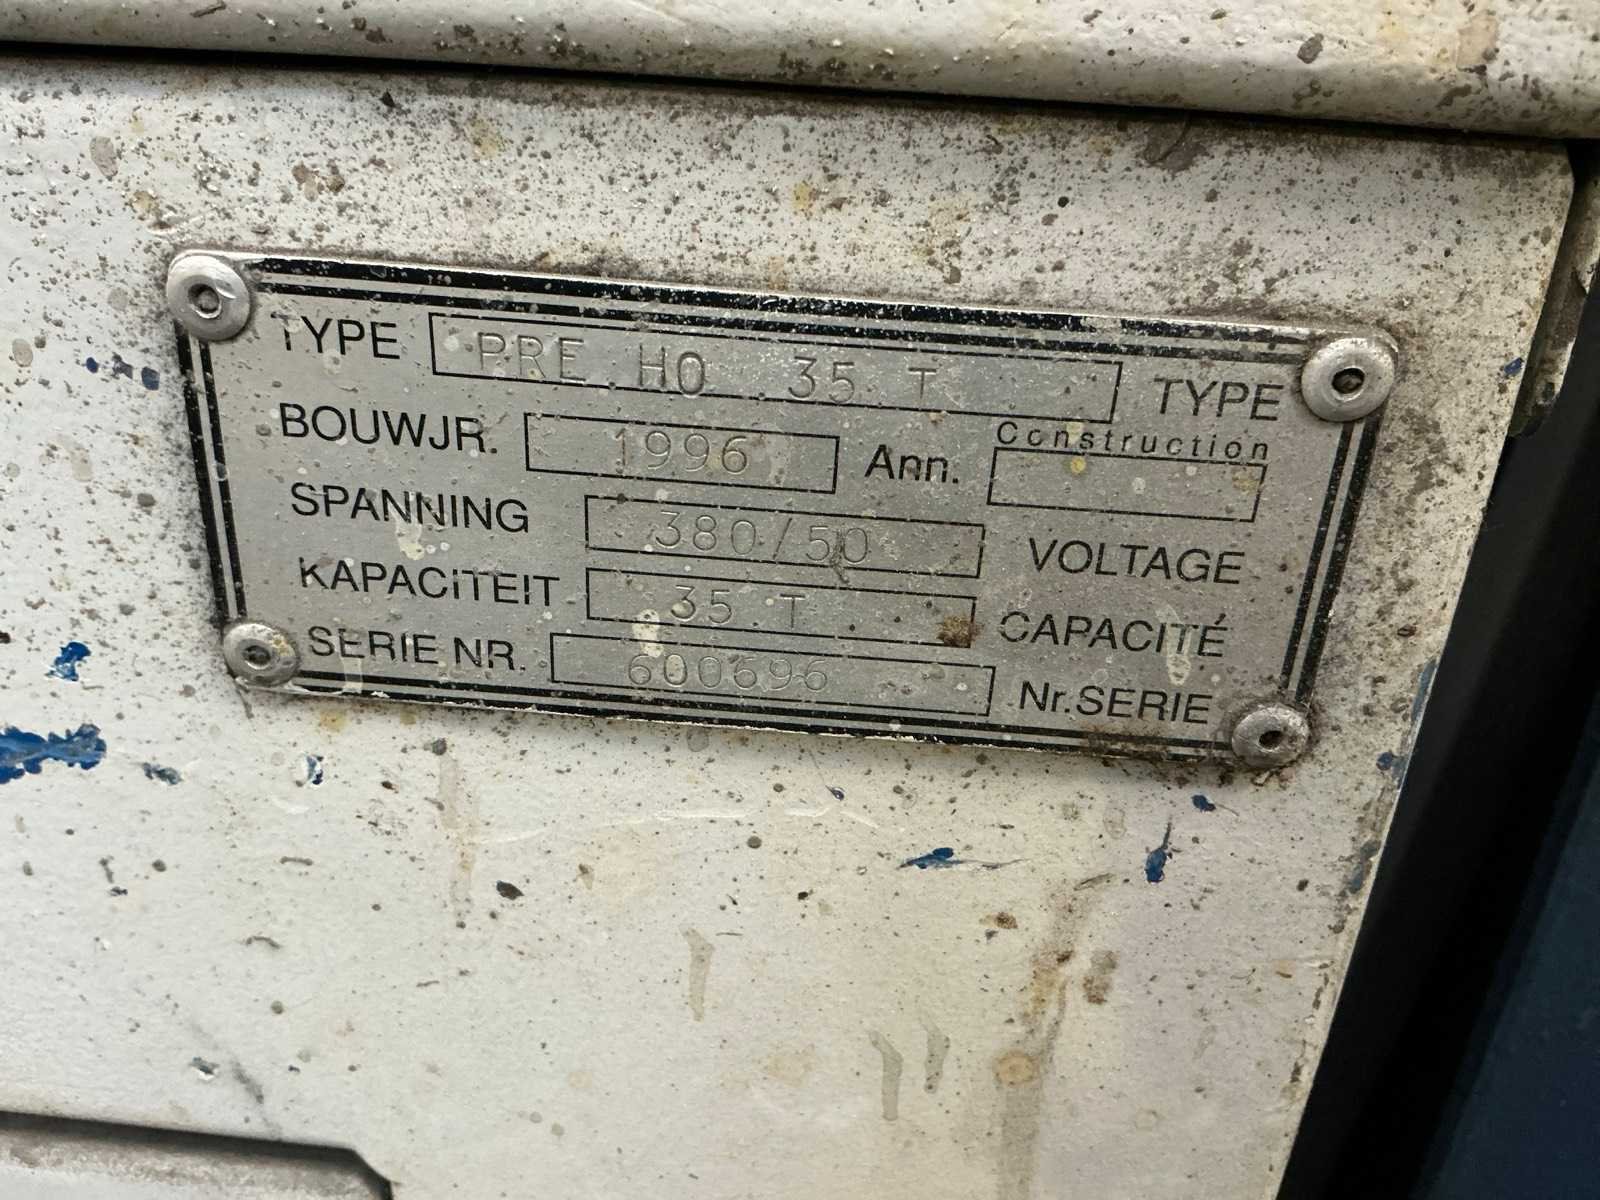 TYPE PRE.HO .35.T TYPE
BOUWJR. 1996 Ann. Construction
SPANNING 380/50 VOLTAGE
KAPACITEIT 35.T CAPACITÉ
SERIE NR. 600696 Nr.SERIE